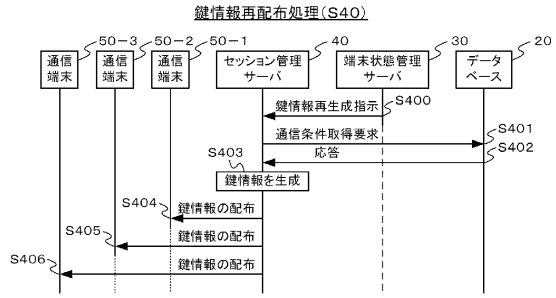 鍵情報再配布処理(S40)
50-3
50-2
50-1
40
30
20
通信
端末
通信
端末
通信
端末
セッション管理
サーバ
端末状態管理
サーバ
データ
ベース
鍵情報再生成指示
S400
通信条件取得要求
S401
応答
S402
S403
鍵情報を生成
S404
鍵情報の配布
S405
鍵情報の配布
S406
鍵情報の配布